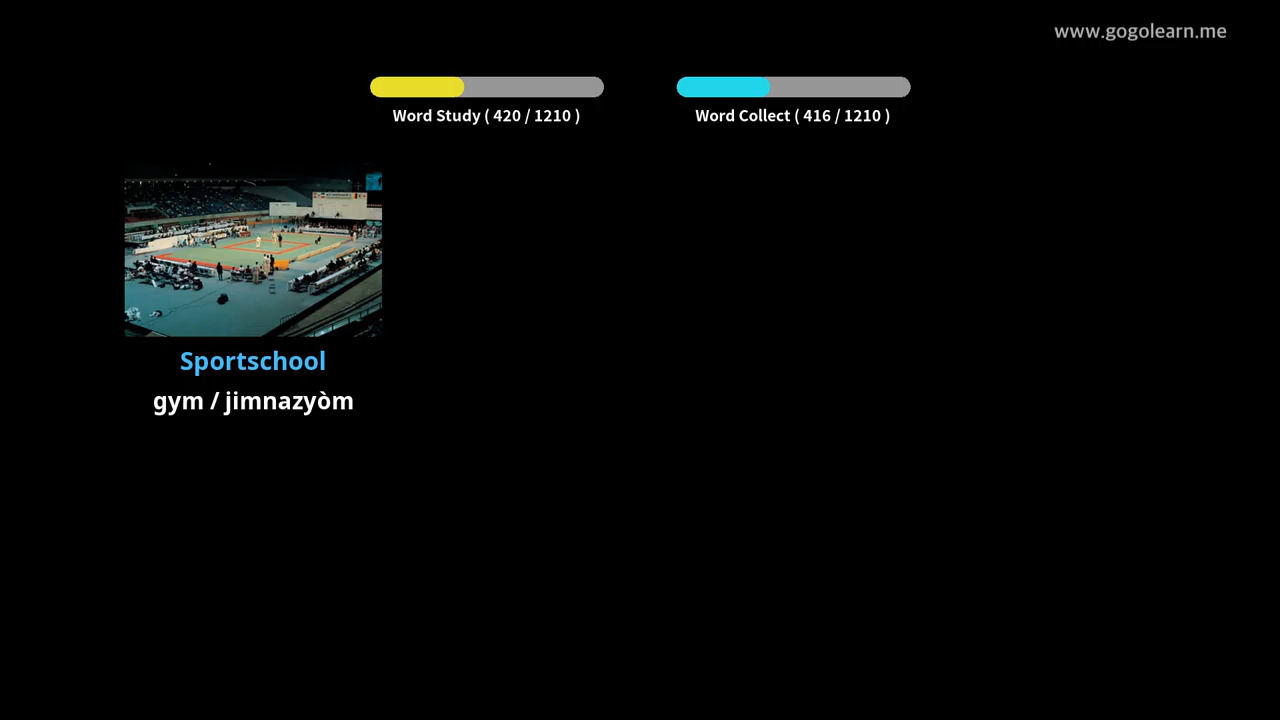 www.gogolearn.me
Word Study ( 420 / 1210 )
Word Collect ( 416 / 1210 )
Sportschool
gym / jimnazyòm